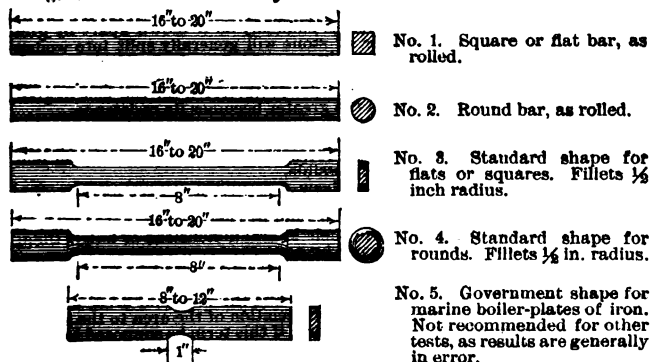 16"to 20"
No. 1. Square or flat bar, as
rolled.
16"to 20"
No. 2. Round bar, as rolled.
16"to 20"
No. 3. Standard shape for
flats or squares. Fillets ½
inch radius.
8"
16"to 20"
No. 4. Standard shape for
rounds. Fillets ½ in. radius.
8"
8"to 12"
No. 5. Government shape for
marine boiler-plates of iron.
Not recommended for other
tests, as results are generally
in error.
1"